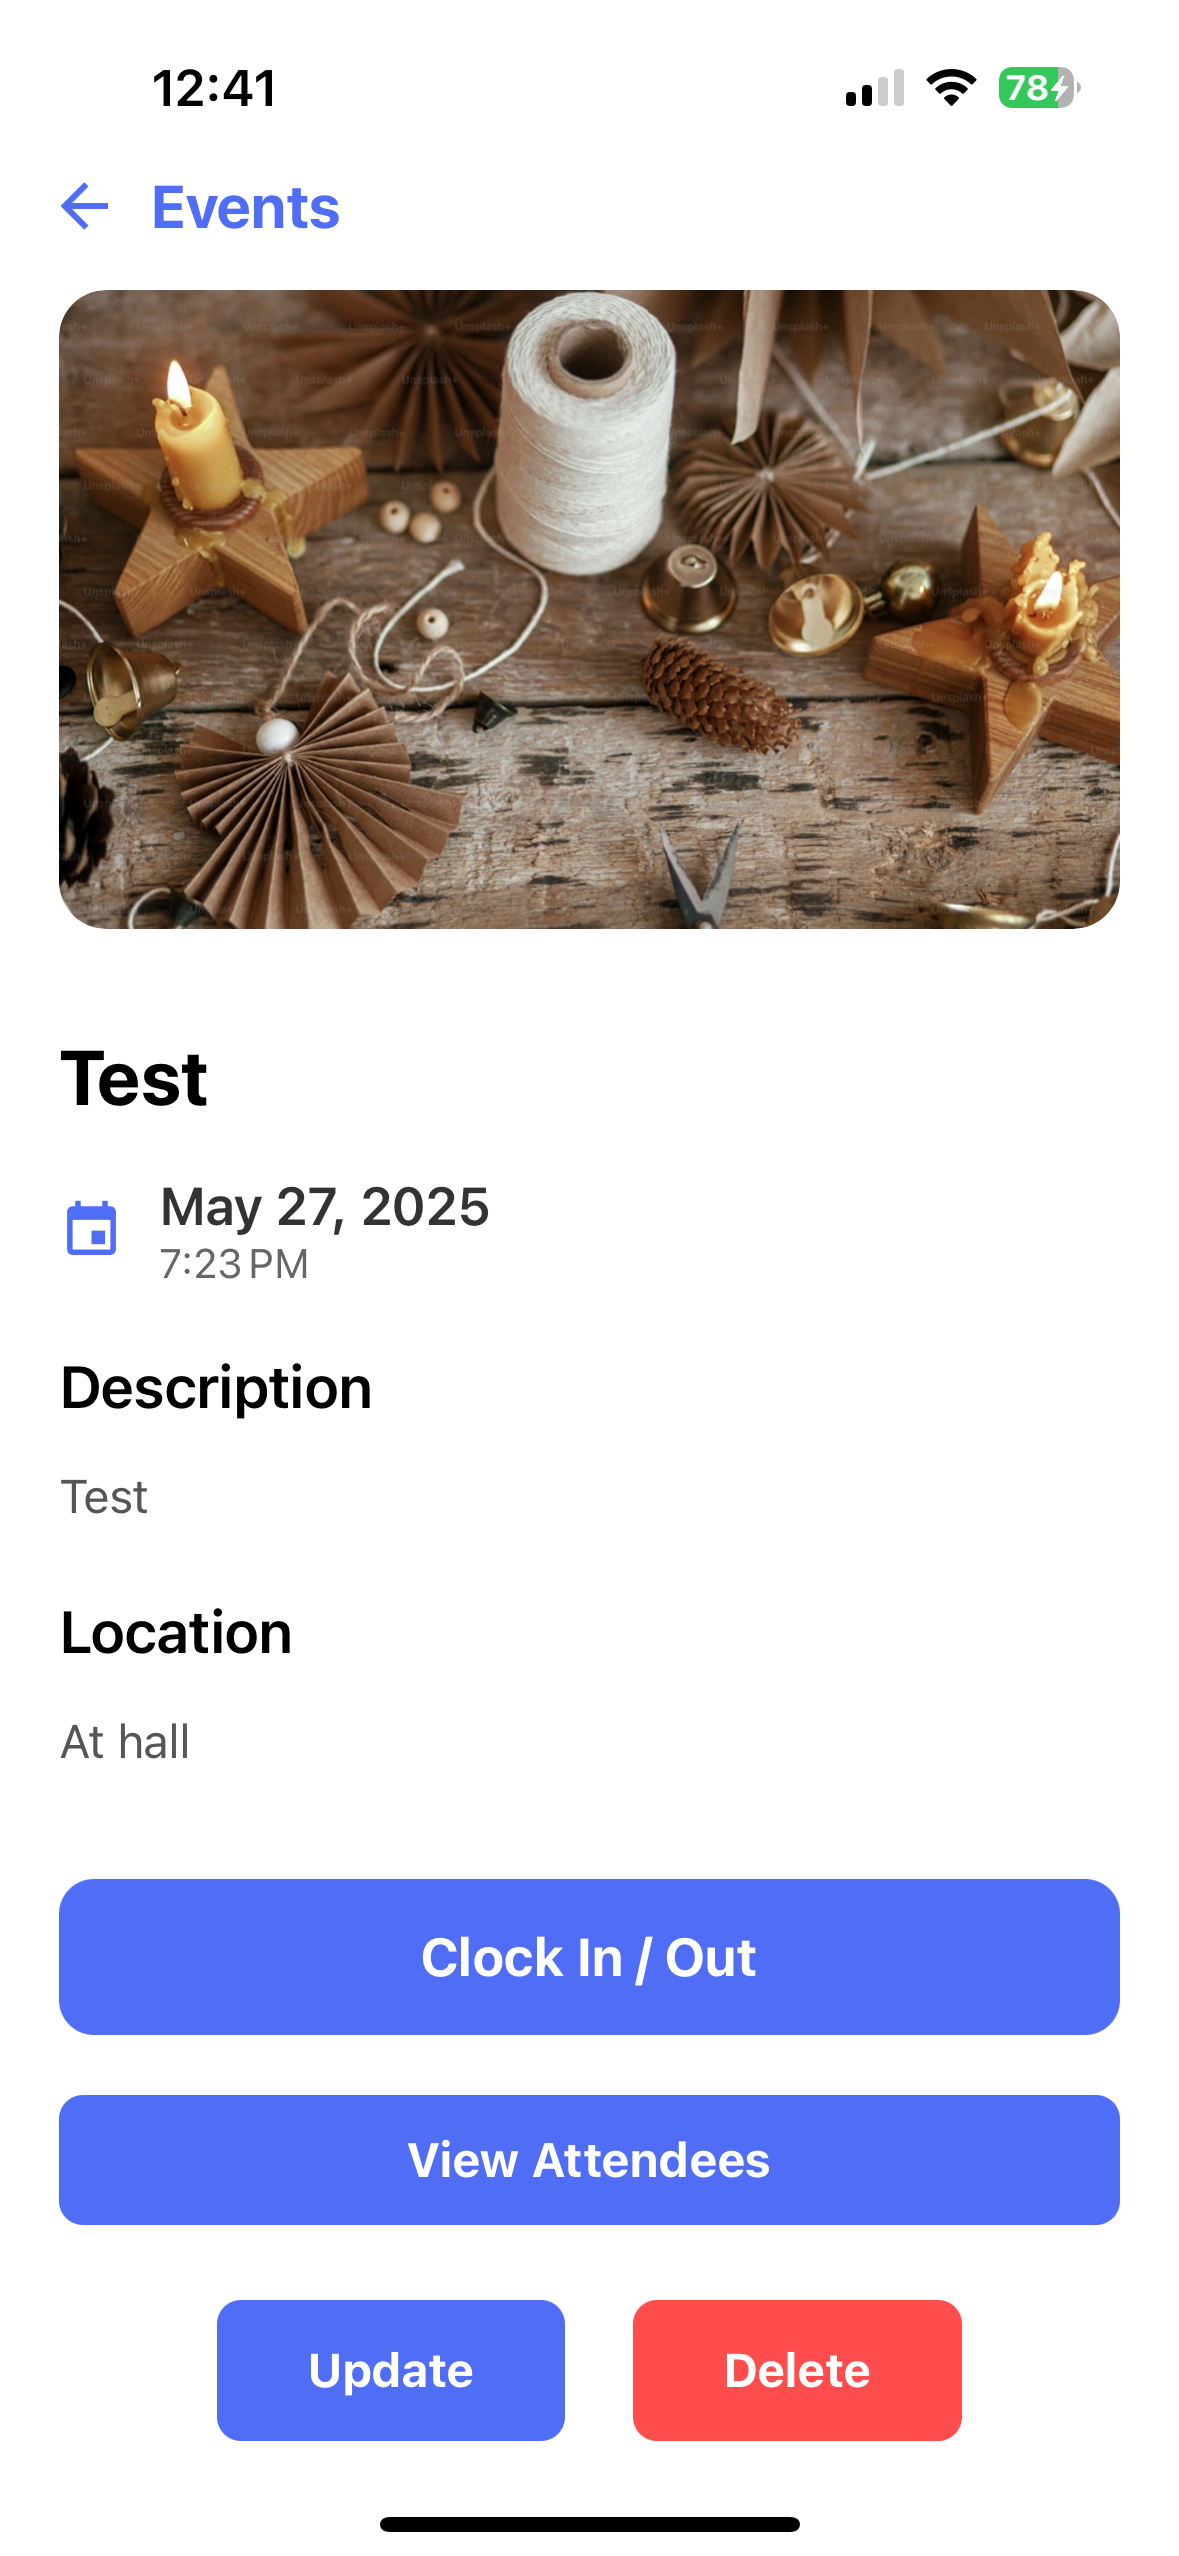 12:41
78
Events
Test
May 27, 2025
7:23 PM
Description
Test
Location
At hall
Clock In / Out
View Attendees
Update
Delete